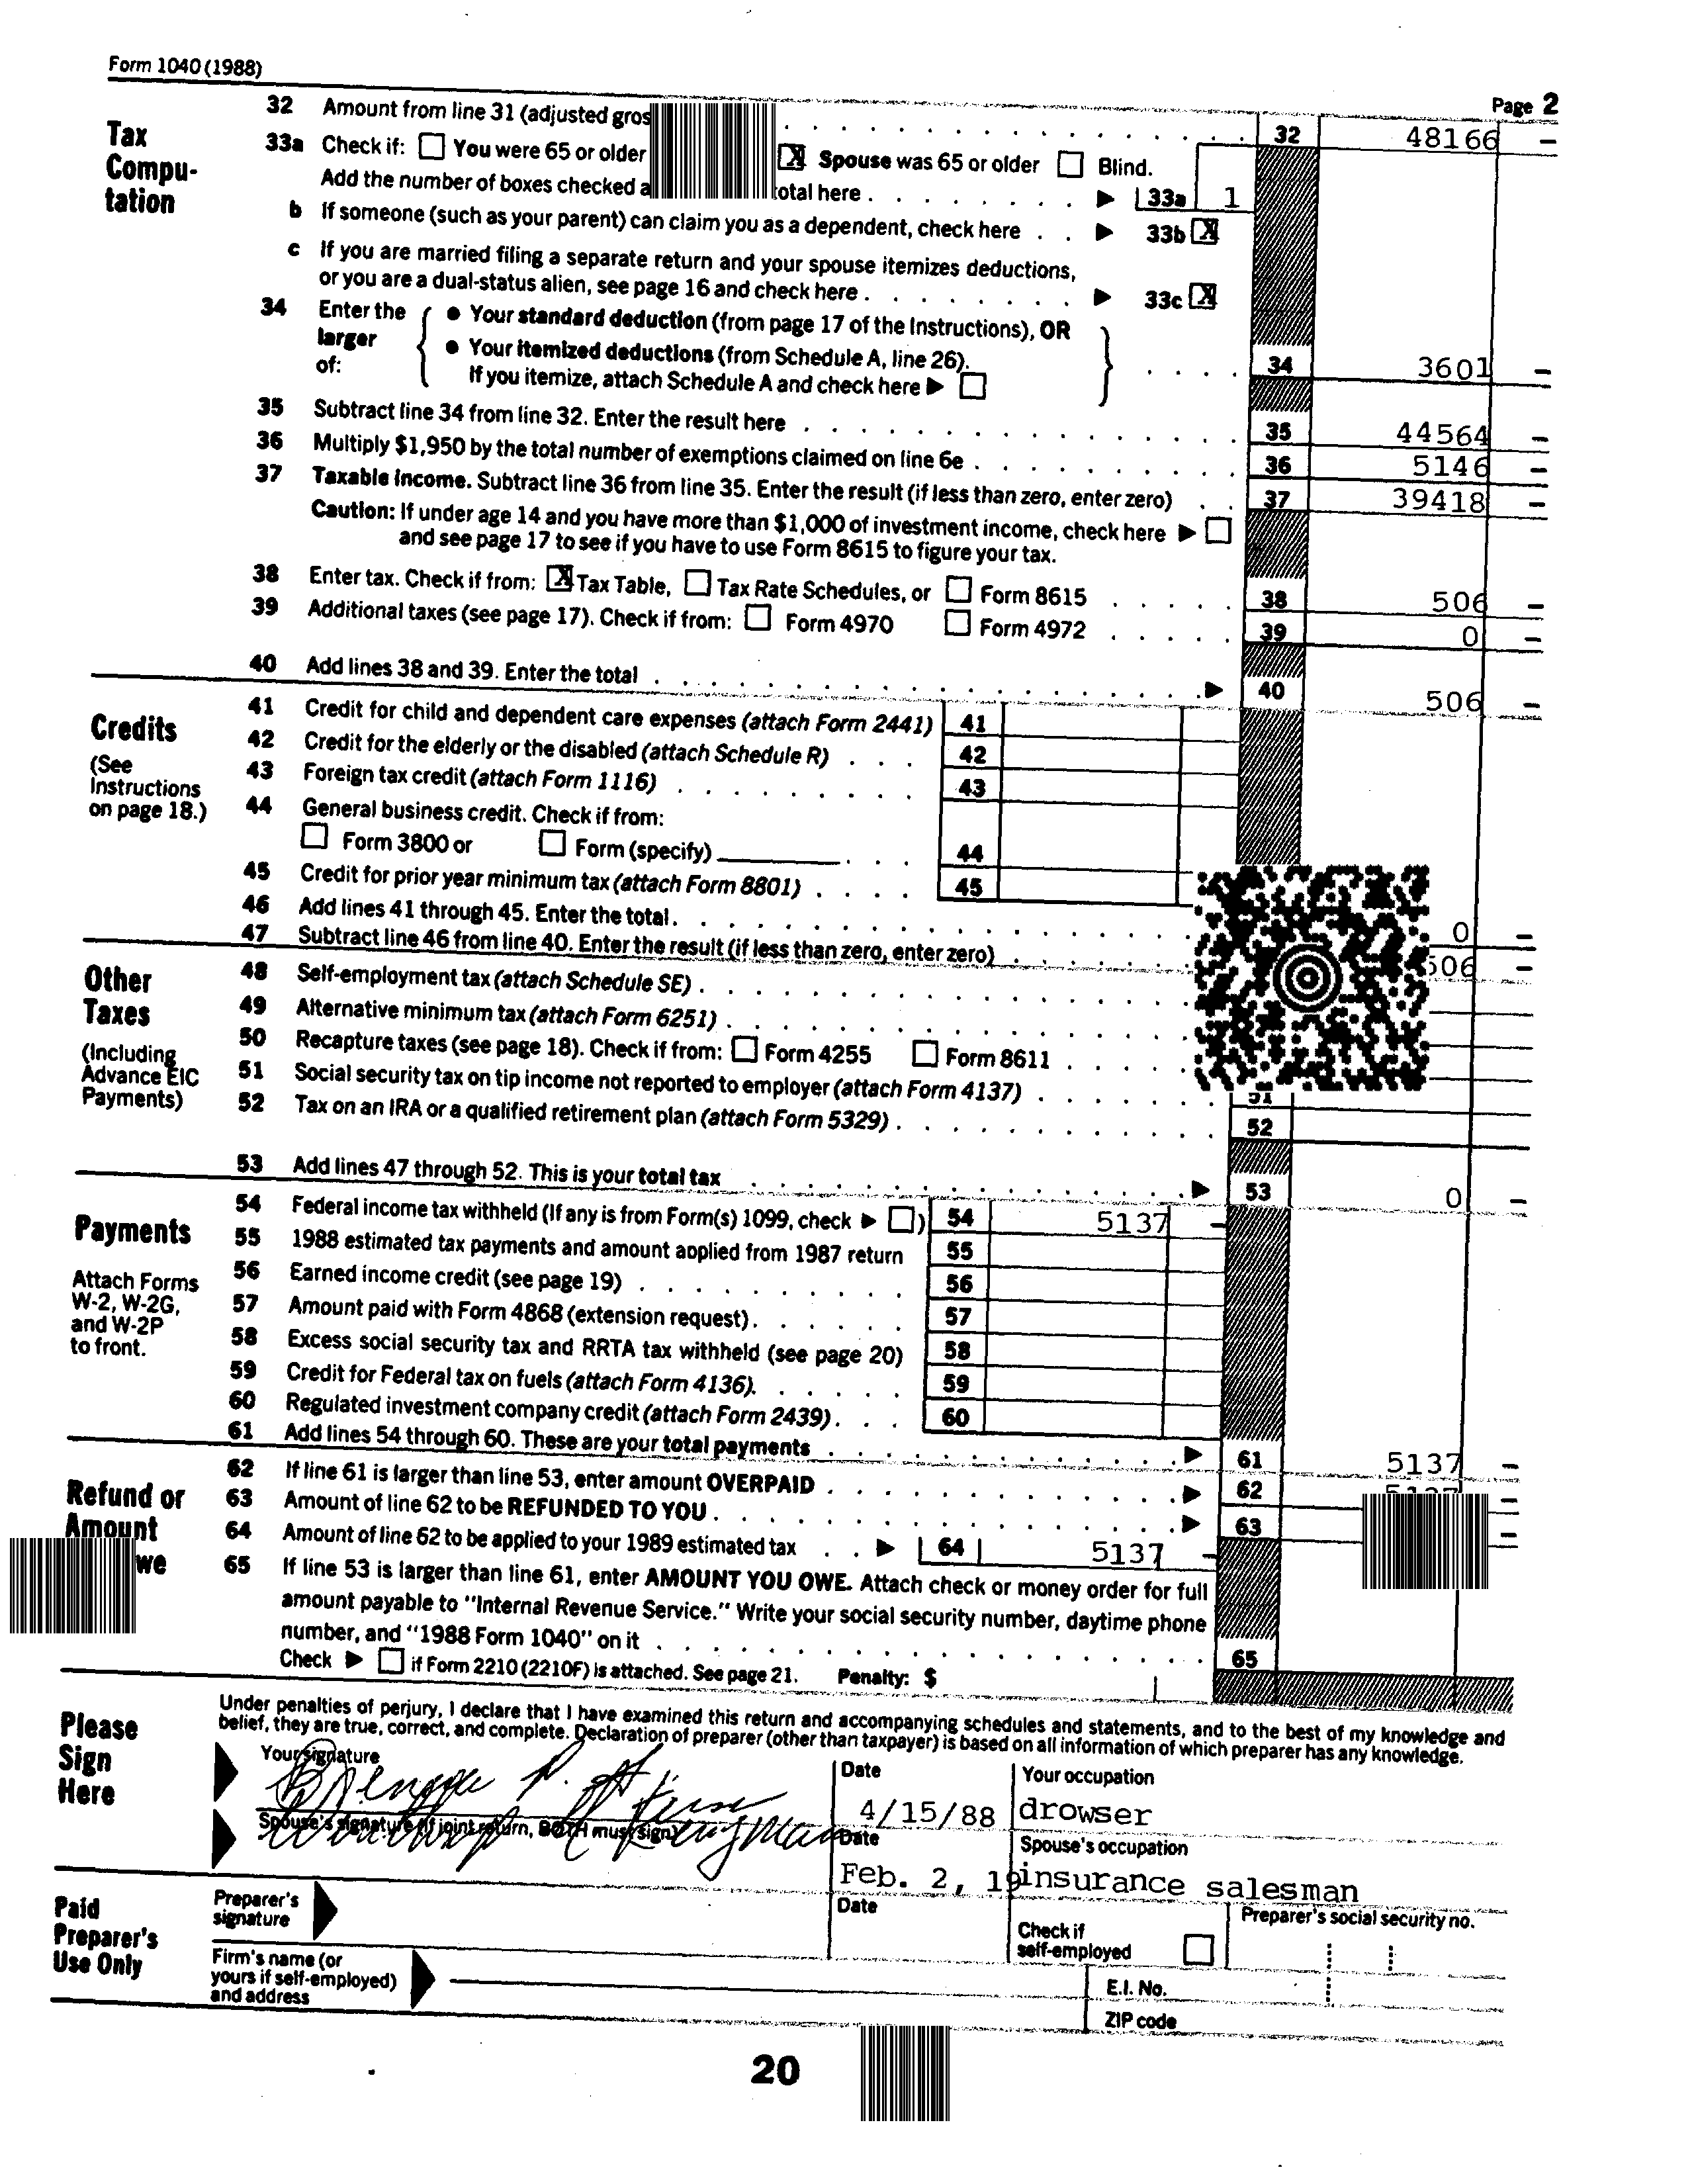 Form 1040 (1988)
Page 2
Tax Compu-tation
32 Amount from line 31 (adjusted gros . . . 32 48166 –
33a Check if: ☐ You were 65 or older ☒ Spouse was 65 or older ☐ Blind.
Add the number of boxes checked a otal here . . . ▶ 33a 1
b If someone (such as your parent) can claim you as a dependent, check here . . ▶ 33b ☒
c If you are married filing a separate return and your spouse itemizes deductions,
or you are a dual-status alien, see page 16 and check here . . . ▶ 33c ☒
34 Enter the larger of:
● Your standard deduction (from page 17 of the Instructions), OR
● Your itemized deductions (from Schedule A, line 26).
If you itemize, attach Schedule A and check here ▶ ☐ . . . . 34 3601 –
35 Subtract line 34 from line 32. Enter the result here . . . 35 44564 –
36 Multiply $1,950 by the total number of exemptions claimed on line 6e . . . 36 5146 –
37 Taxable income. Subtract line 36 from line 35. Enter the result (if less than zero, enter zero) . . 37 39418 –
Caution: If under age 14 and you have more than $1,000 of investment income, check here ▶ ☐
and see page 17 to see if you have to use Form 8615 to figure your tax.
38 Enter tax. Check if from: ☒ Tax Table, ☐ Tax Rate Schedules, or ☐ Form 8615 . . . 38 506 –
39 Additional taxes (see page 17). Check if from: ☐ Form 4970 ☐ Form 4972 . . . 39 0 –
40 Add lines 38 and 39. Enter the total . . . ▶ 40 506 –
Credits
(See Instructions on page 18.)
41 Credit for child and dependent care expenses (attach Form 2441) 41
42 Credit for the elderly or the disabled (attach Schedule R) . . . 42
43 Foreign tax credit (attach Form 1116) . . . 43
44 General business credit. Check if from:
☐ Form 3800 or ☐ Form (specify) . . . 44
45 Credit for prior year minimum tax (attach Form 8801) . . . . 45
46 Add lines 41 through 45. Enter the total . . . 0 –
47 Subtract line 46 from line 40. Enter the result (if less than zero, enter zero) . . . 506 –
Other Taxes
(Including Advance EIC Payments)
48 Self-employment tax (attach Schedule SE) . . .
49 Alternative minimum tax (attach Form 6251) . . .
50 Recapture taxes (see page 18). Check if from: ☐ Form 4255 ☐ Form 8611 . . .
51 Social security tax on tip income not reported to employer (attach Form 4137) . . . 51
52 Tax on an IRA or a qualified retirement plan (attach Form 5329) . . . 52
53 Add lines 47 through 52. This is your total tax . . . ▶ 53 0 –
Payments
Attach Forms W-2, W-2G, and W-2P to front.
54 Federal income tax withheld (If any is from Form(s) 1099, check ▶ ☐ ) 54 5137 –
55 1988 estimated tax payments and amount applied from 1987 return 55
56 Earned income credit (see page 19) . . . 56
57 Amount paid with Form 4868 (extension request) . . . 57
58 Excess social security tax and RRTA tax withheld (see page 20) 58
59 Credit for Federal tax on fuels (attach Form 4136). . . . 59
60 Regulated investment company credit (attach Form 2439) . . . 60
61 Add lines 54 through 60. These are your total payments . . . ▶ 61 5137 –
Refund or Amount we
62 If line 61 is larger than line 53, enter amount OVERPAID . . . ▶ 62 5137 –
63 Amount of line 62 to be REFUNDED TO YOU . . . ▶ 63 –
64 Amount of line 62 to be applied to your 1989 estimated tax . . ▶ 64 5137 –
65 If line 53 is larger than line 61, enter AMOUNT YOU OWE. Attach check or money order for full
amount payable to "Internal Revenue Service." Write your social security number, daytime phone
number, and "1988 Form 1040" on it . . . 65
Check ▶ ☐ if Form 2210 (2210F) is attached. See page 21. Penalty: $
Please Sign Here
Under penalties of perjury, I declare that I have examined this return and accompanying schedules and statements, and to the best of my knowledge and
belief, they are true, correct, and complete. Declaration of preparer (other than taxpayer) is based on all information of which preparer has any knowledge.
Your signature
Date
4/15/88
Your occupation
drowser
Spouse's signature (if joint return, BOTH must sign)
Date
Feb. 2, 19
Spouse's occupation
insurance salesman
Paid Preparer's Use Only
Preparer's signature
Date
Check if self-employed ☐
Preparer's social security no.
Firm's name (or yours if self-employed) and address
E.I. No.
ZIP code
20